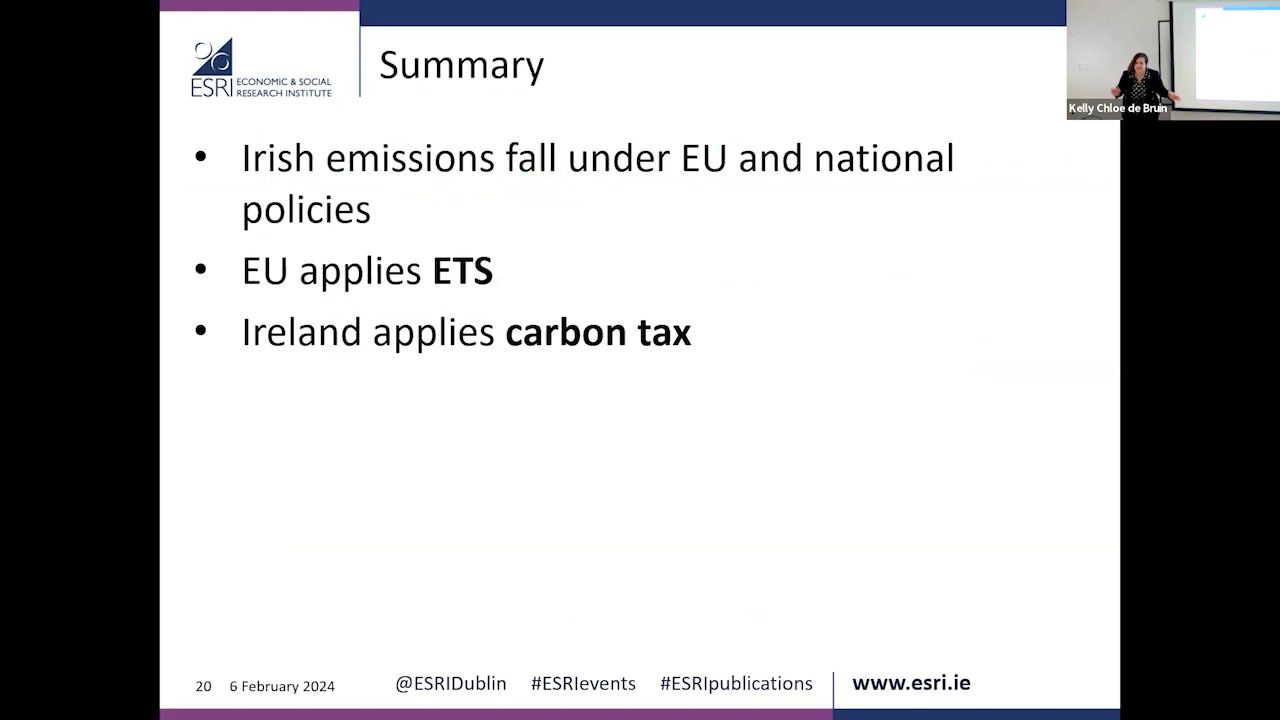 ESRI ECONOMIC & SOCIAL
RESEARCH INSTITUTE
Summary
Kelly Chloe de Bruin
• Irish emissions fall under EU and national
policies
• EU applies ETS
• Ireland applies carbon tax
20 6 February 2024 @ESRIDublin #ESRIevents #ESRIpublications www.esri.ie